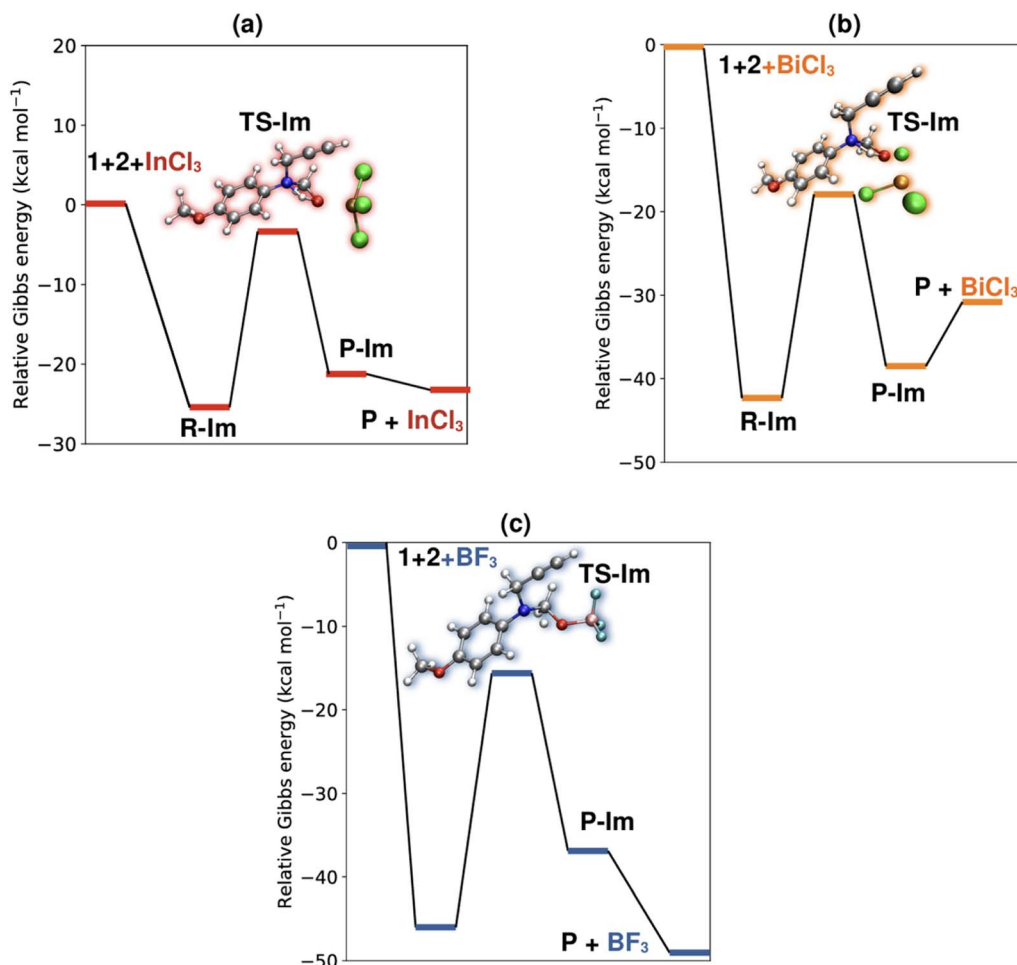 (a)
Relative Gibbs energy (kcal mol⁻¹)
20
10
0
−10
−20
−30
1+2+InCl₃
TS-Im
R-Im
P-Im
P + InCl₃
(b)
Relative Gibbs energy (kcal mol⁻¹)
0
−10
−20
−30
−40
−50
1+2+BiCl₃
TS-Im
R-Im
P-Im
P + BiCl₃
(c)
Relative Gibbs energy (kcal mol⁻¹)
0
−10
−20
−30
−40
−50
1+2+BF₃
TS-Im
P-Im
P + BF₃